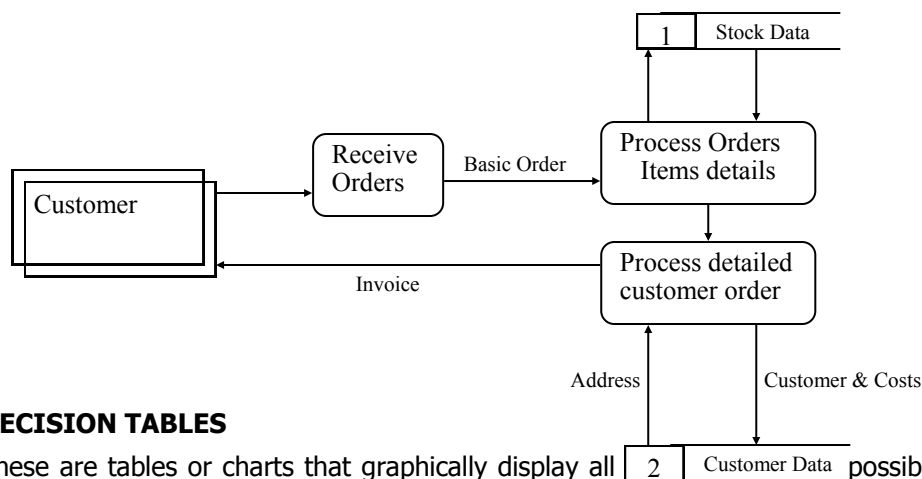 1 Stock Data
Receive
Orders
Basic Order
Process Orders
Items details
Customer
Process detailed
customer order
Invoice
Address
Customer & Costs
ECISION TABLES
hese are tables or charts that graphically display all
2 Customer Data
possib